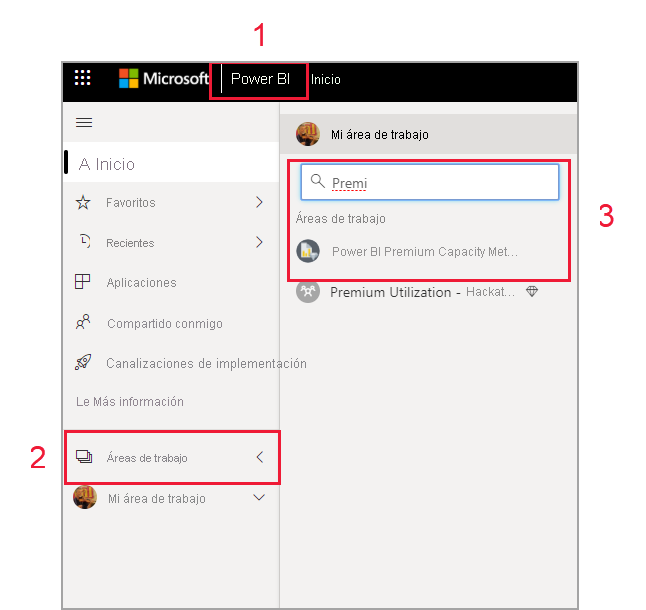 1
Microsoft Power BI Inicio
Mi área de trabajo
A Inicio
Premi
3
Favoritos
Áreas de trabajo
Recientes
Power BI Premium Capacity Met...
Aplicaciones
Premium Utilization - Hackat...
Compartido conmigo
Canalizaciones de implementación
Le Más información
2
Áreas de trabajo
Mi área de trabajo